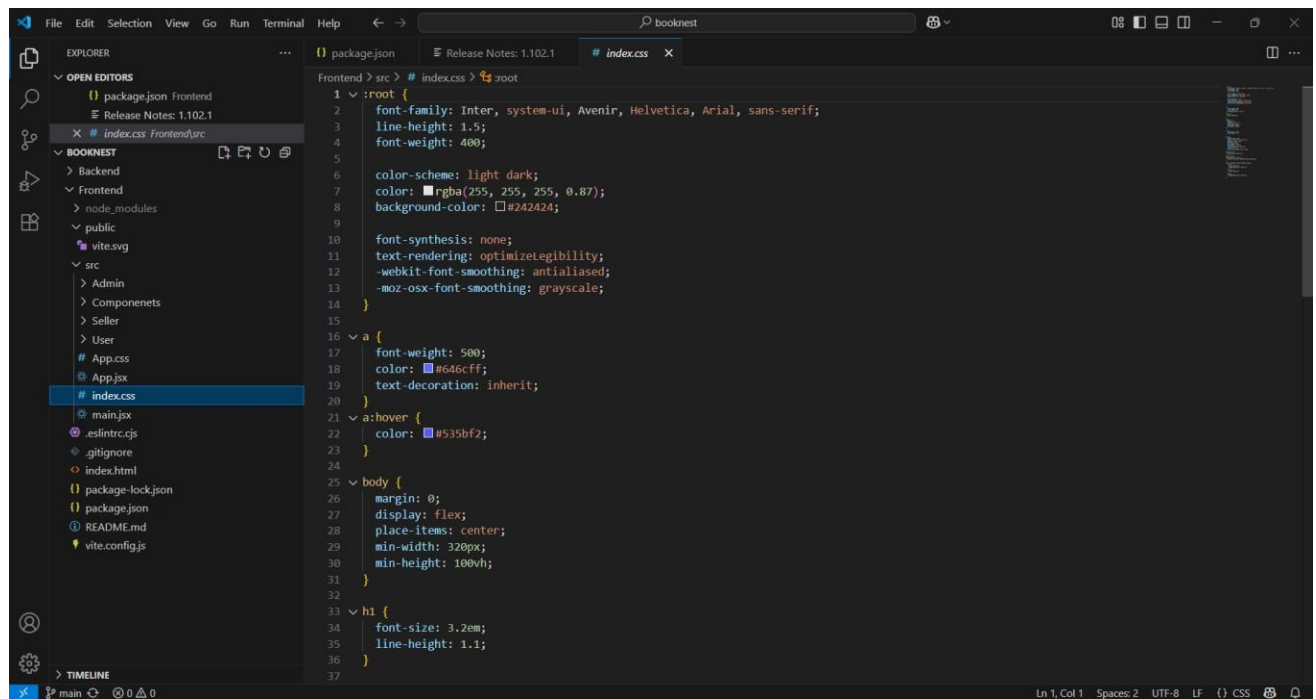 File Edit Selection View Go Run Terminal Help
booknest
EXPLORER
OPEN EDITORS
{} package.json Frontend
Release Notes: 1.102.1
# index.css Frontend\src
BOOKNEST
Backend
Frontend
node_modules
public
vite.svg
src
Admin
Componenets
Seller
User
# App.css
App.jsx
# index.css
main.jsx
.eslintrc.cjs
.gitignore
<> index.html
{} package-lock.json
{} package.json
README.md
vite.config.js
TIMELINE
{} package.json Release Notes: 1.102.1 # index.css
Frontend > src > # index.css > :root
1 :root {
2 font-family: Inter, system-ui, Avenir, Helvetica, Arial, sans-serif;
3 line-height: 1.5;
4 font-weight: 400;
5
6 color-scheme: light dark;
7 color: rgba(255, 255, 255, 0.87);
8 background-color: #242424;
9
10 font-synthesis: none;
11 text-rendering: optimizeLegibility;
12 -webkit-font-smoothing: antialiased;
13 -moz-osx-font-smoothing: grayscale;
14 }
15
16 a {
17 font-weight: 500;
18 color: #646cff;
19 text-decoration: inherit;
20 }
21 a:hover {
22 color: #535bf2;
23 }
24
25 body {
26 margin: 0;
27 display: flex;
28 place-items: center;
29 min-width: 320px;
30 min-height: 100vh;
31 }
32
33 h1 {
34 font-size: 3.2em;
35 line-height: 1.1;
36 }
37
main 0 0
Ln 1, Col 1 Spaces: 2 UTF-8 LF {} CSS